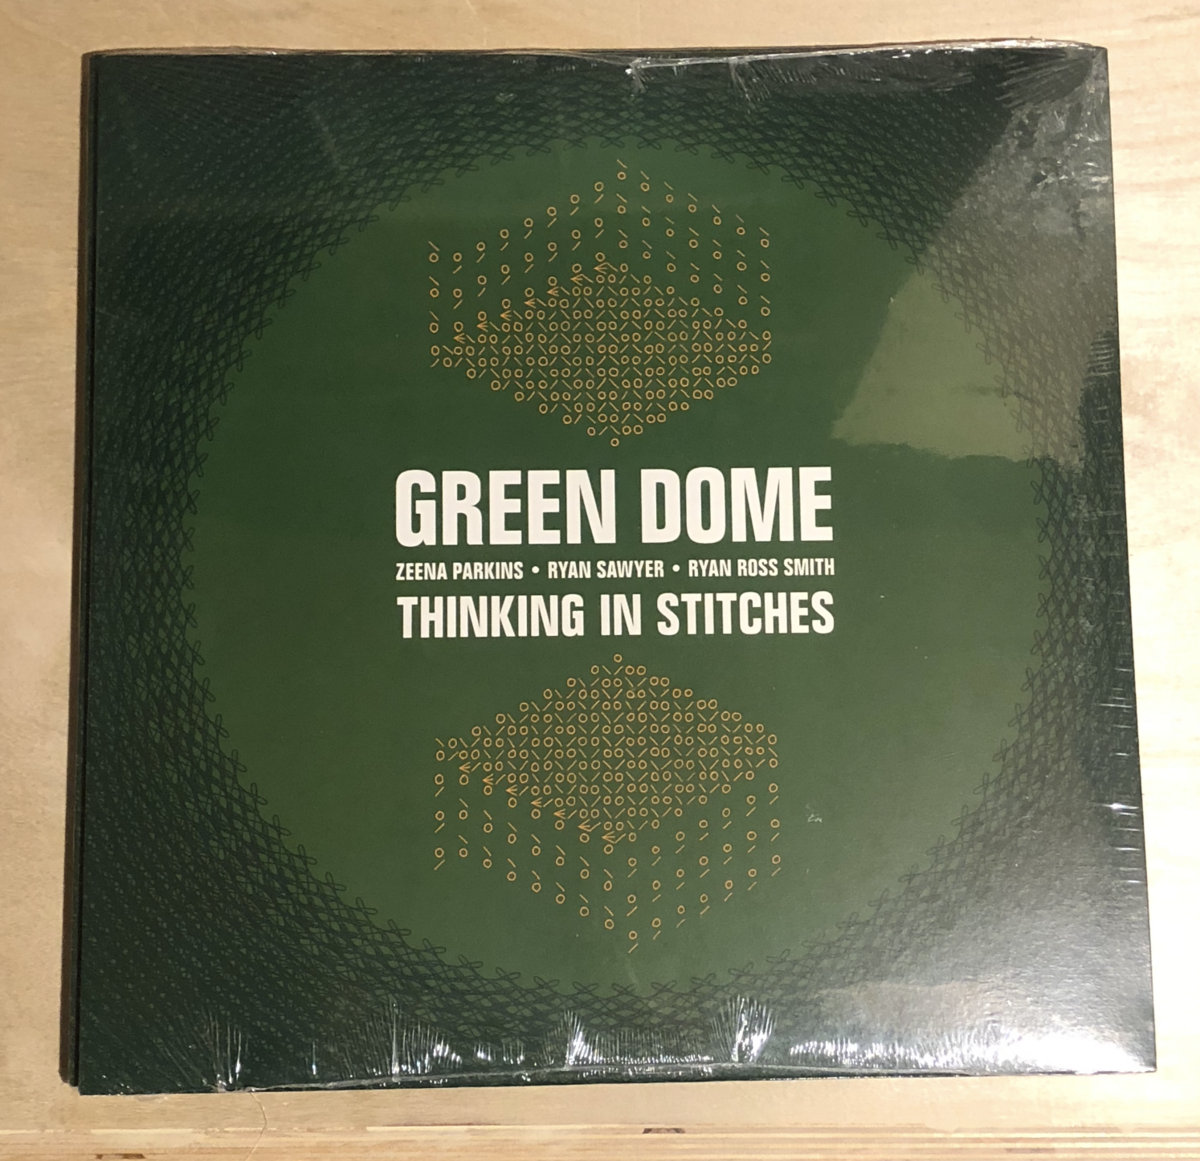 GREEN DOME
ZEENA PARKINS • RYAN SAWYER • RYAN ROSS SMITH
THINKING IN STITCHES